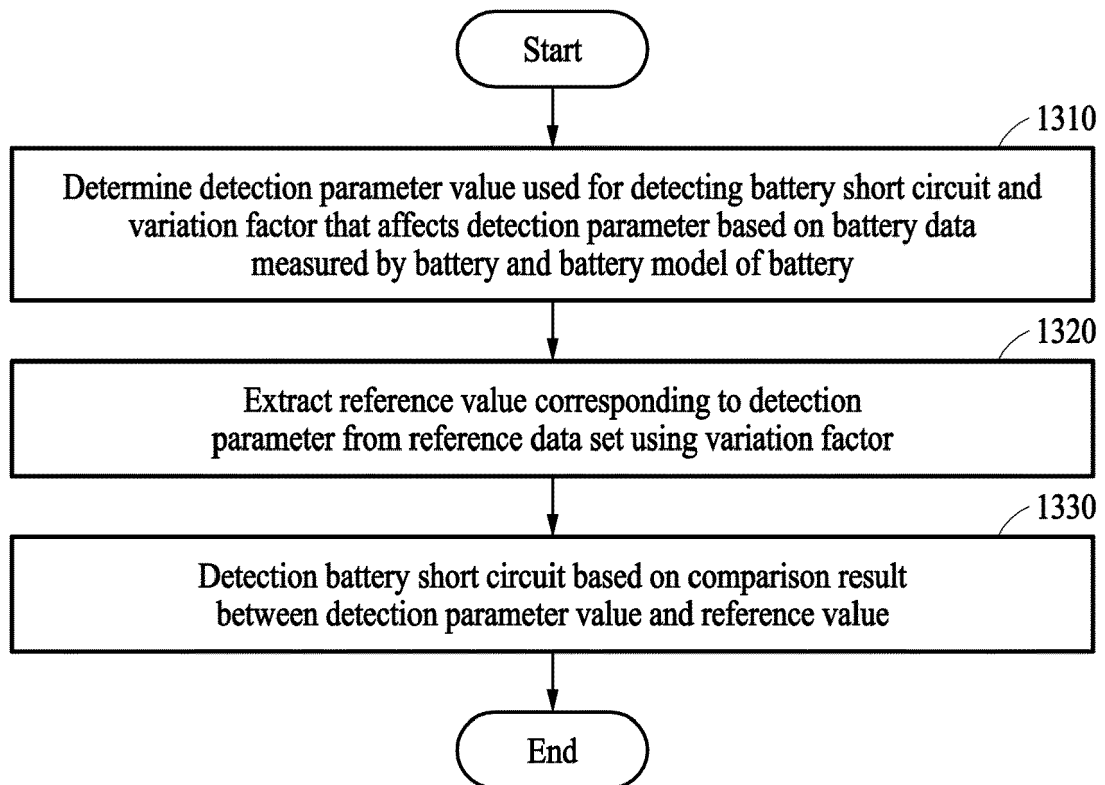 Start
1310
Determine detection parameter value used for detecting battery short circuit and
variation factor that affects detection parameter based on battery data
measured by battery and battery model of battery
1320
Extract reference value corresponding to detection
parameter from reference data set using variation factor
1330
Detection battery short circuit based on comparison result
between detection parameter value and reference value
End